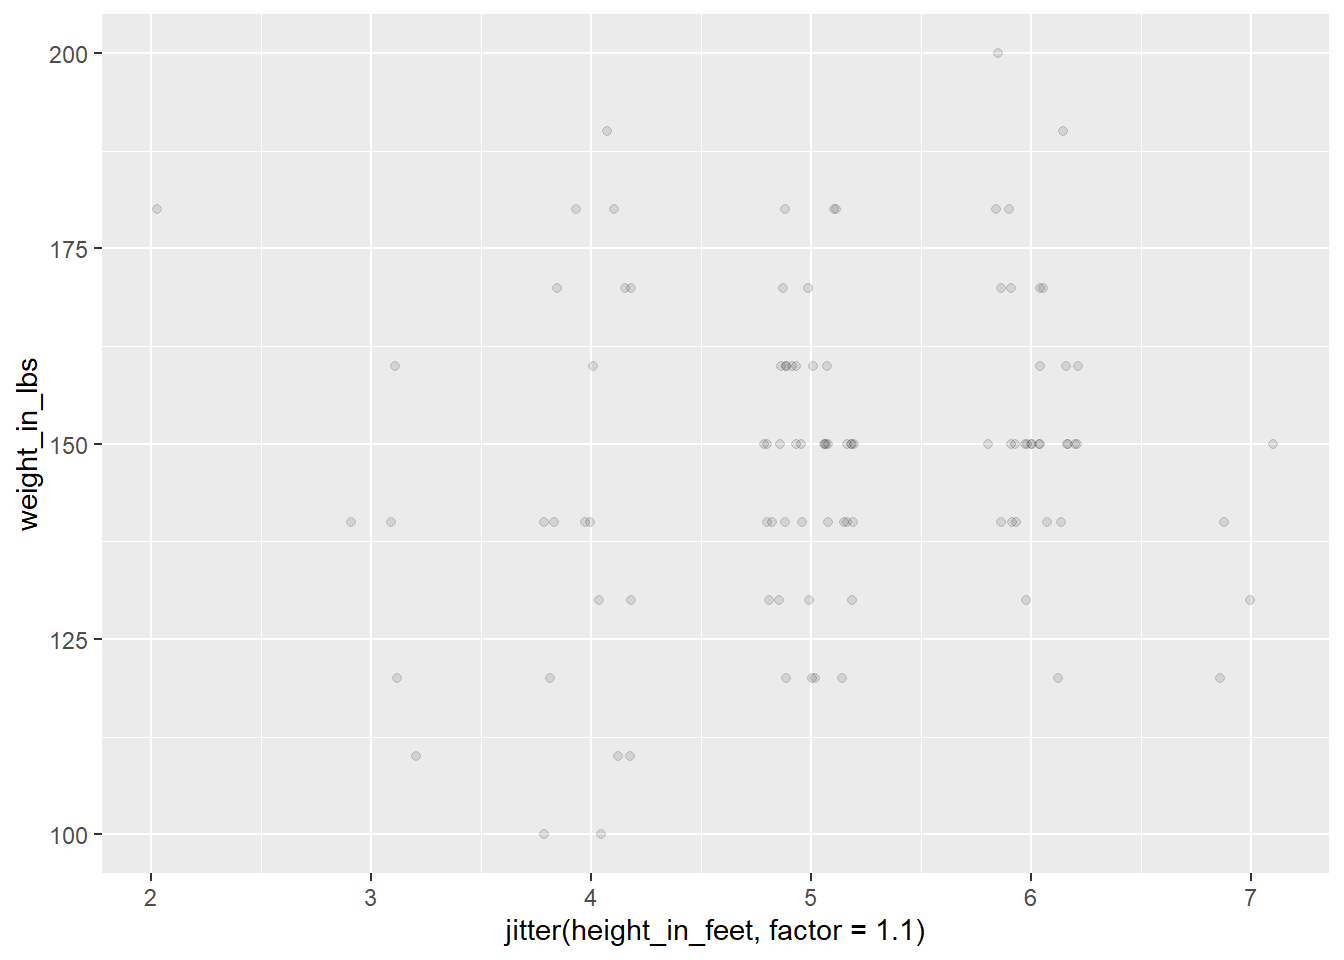 200
175
150
125
100
weight_in_lbs
2 3 4 5 6 7
jitter(height_in_feet, factor = 1.1)